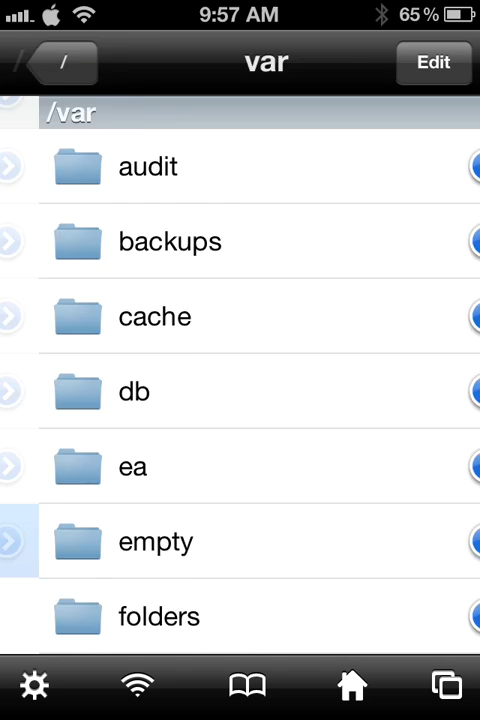 9:57 AM 65%
/ var Edit
/var
audit
backups
cache
db
ea
empty
folders